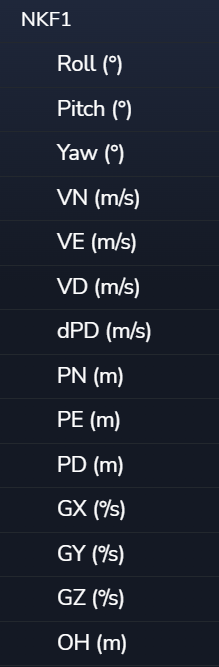 NKF1
Roll (°)
Pitch (°)
Yaw (°)
VN (m/s)
VE (m/s)
VD (m/s)
dPD (m/s)
PN (m)
PE (m)
PD (m)
GX (°/s)
GY (°/s)
GZ (°/s)
OH (m)